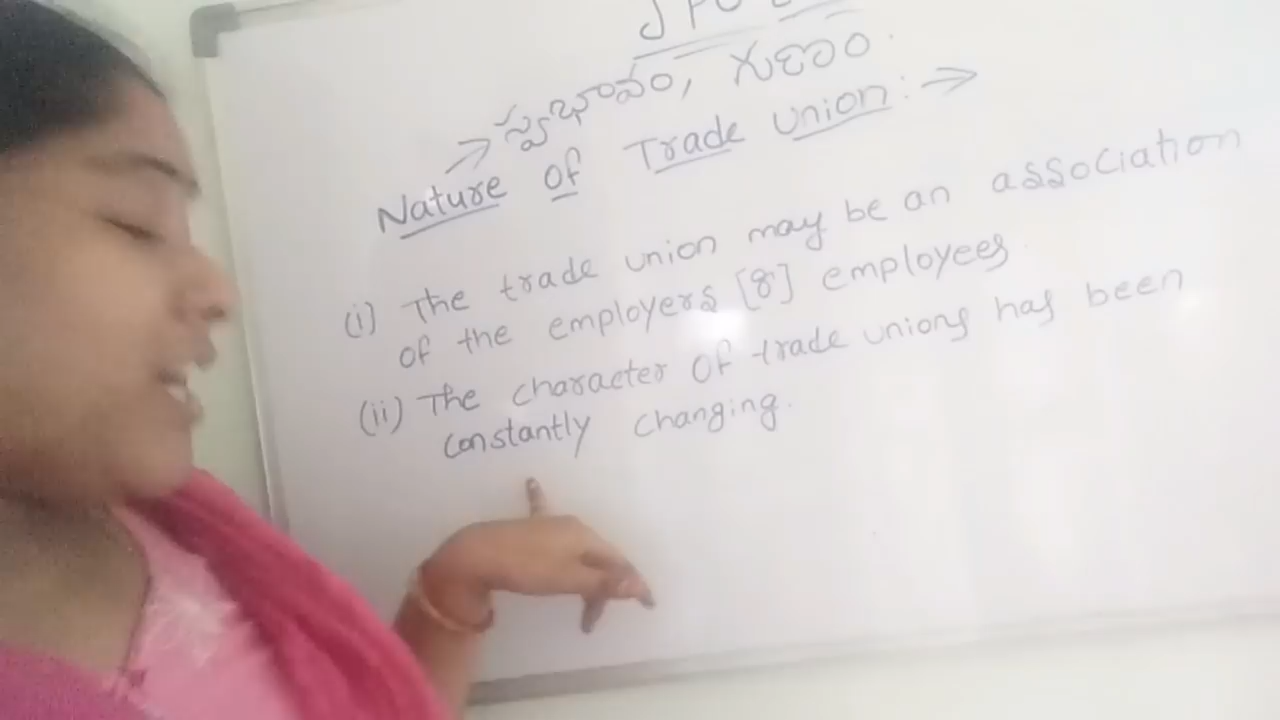 → స్వభావం, గుణం.
Nature of Trade union : →
(i) The trade union may be an association
of the employers [or] employees.
(ii) The character of trade unions has been
constantly changing.